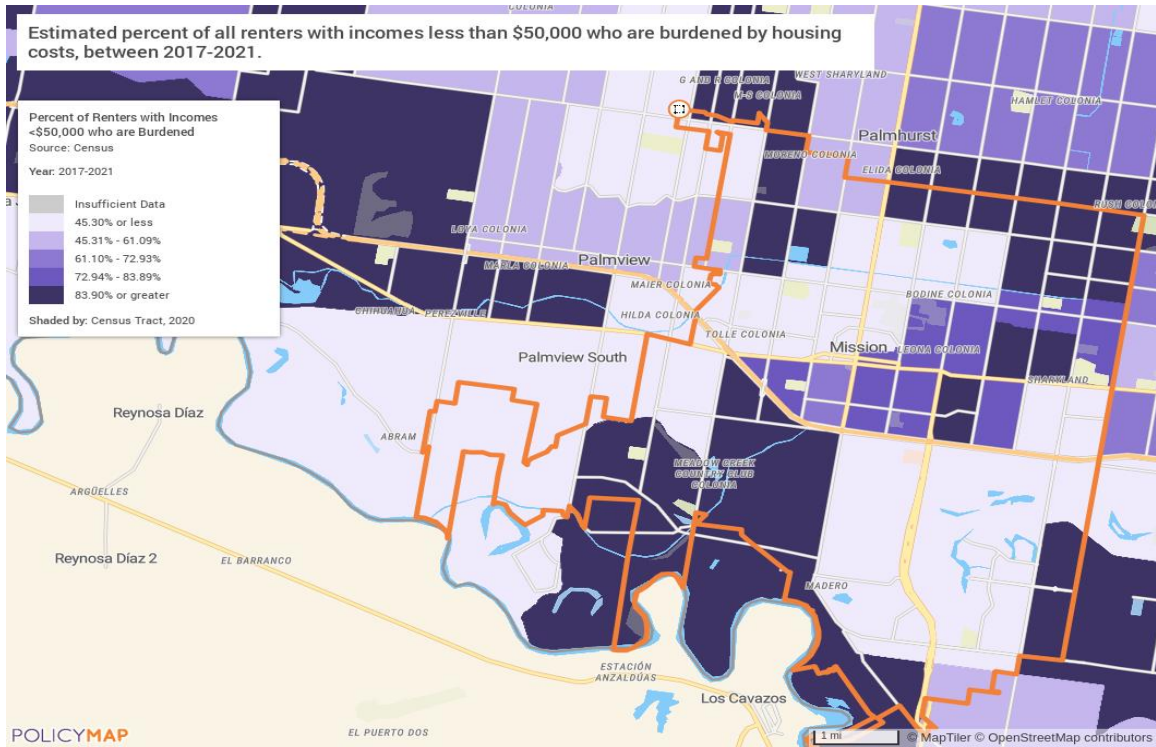 COLONIA
COLONIA
Estimated percent of all renters with incomes less than $50,000 who are burdened by housing
costs, between 2017-2021.
G AND R COLONIA
WEST SHARYLAND
M-S COLONIA
HAMLET COLONIA
Percent of Renters with Incomes
<$50,000 who are Burdened
Source: Census
Year: 2017-2021
Insufficient Data
45.30% or less
45.31% - 61.09%
61.10% - 72.93%
72.94% - 83.89%
83.90% or greater
Shaded by: Census Tract, 2020
Palmhurst
MORENO COLONIA
ELIDA COLONIA
LOYA COLONIA
Palmview
MARLA COLONIA
MAIER COLONIA
BODINE COLONIA
CHIHUAHUA
PEREZVILLE
HILDA COLONIA
TOLLE COLONIA
Mission
LEONA COLONIA
Palmview South
SHARYLAND
Reynosa Díaz
ABRAM
MEADOW CREEK
COUNTRY CLUB
COLONIA
ARGÜELLES
Reynosa Díaz 2
EL BARRANCO
MADERO
ESTACIÓN
ANZALDÚAS
Los Cavazos
EL PUERTO DOS
POLICYMAP
1 mi
© MapTiler © OpenStreetMap contributors